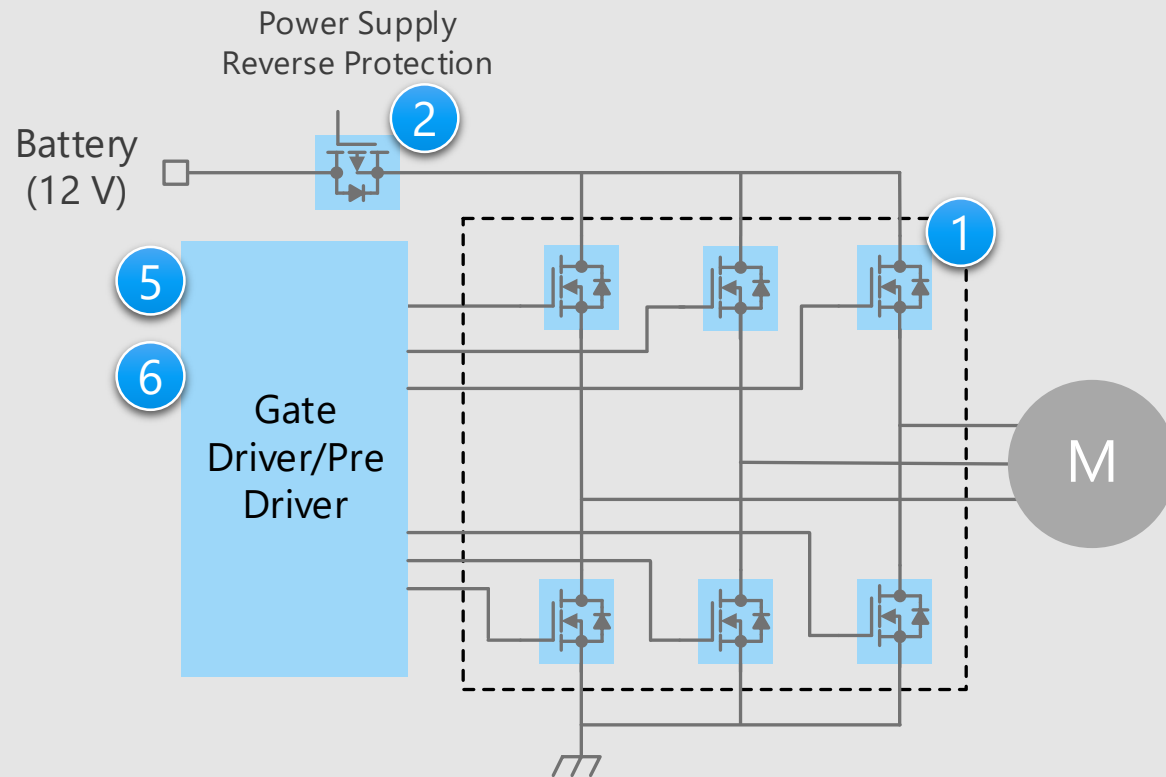 Power Supply
Reverse Protection
2
Battery
(12 V)
1
5
6
Gate
Driver/Pre
Driver
M